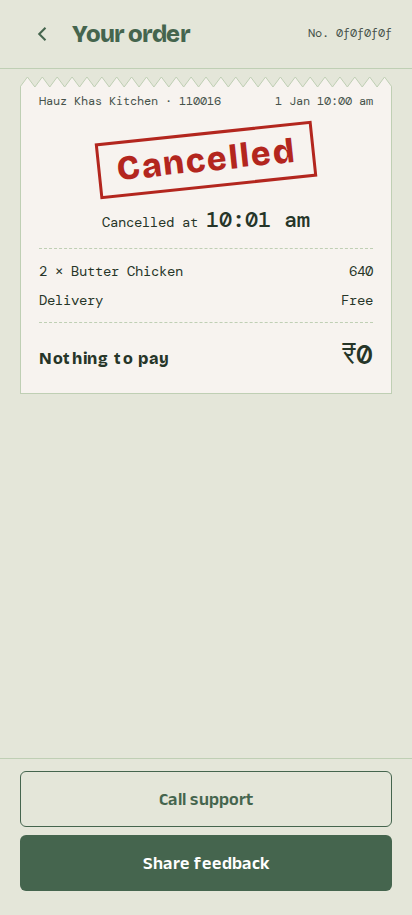 Your order
No. 0f0f0f0f
Hauz Khas Kitchen · 110016
1 Jan 10:00 am
Cancelled
Cancelled at 10:01 am
2 × Butter Chicken
640
Delivery
Free
Nothing to pay
₹0
Call support
Share feedback